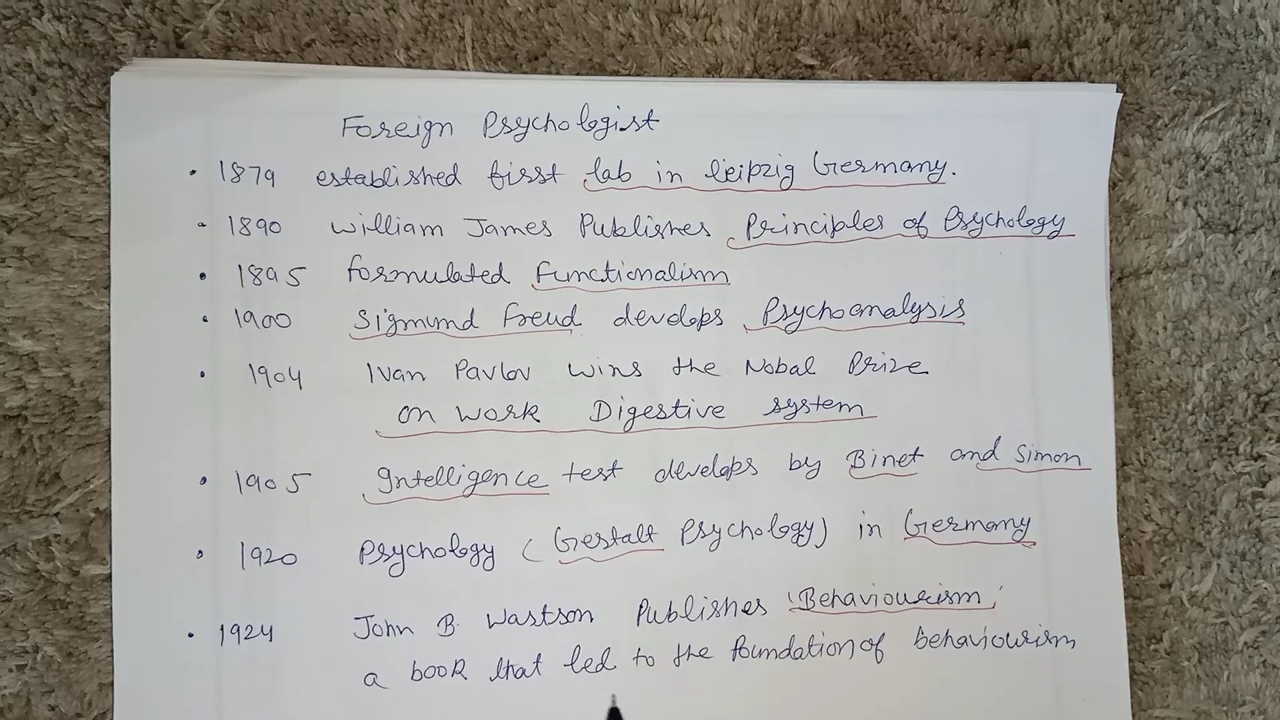 Foreign Psychologist
• 1879 established first lab in Leipzig Germany.
• 1890 William James Publishes Principles of Psychology
• 1895 formulated Functionalism
• 1900 Sigmund Freud develops Psychoanalysis
• 1904 Ivan Pavlov wins the Nobal Prize
on work Digestive system
• 1905 Intelligence test develops by Binet and Simon
• 1920 Psychology (Gestalt Psychology) in Germany
• 1924 John B. Wastson Publishes 'Behaviourism'
a book that led to the foundation of behaviourism